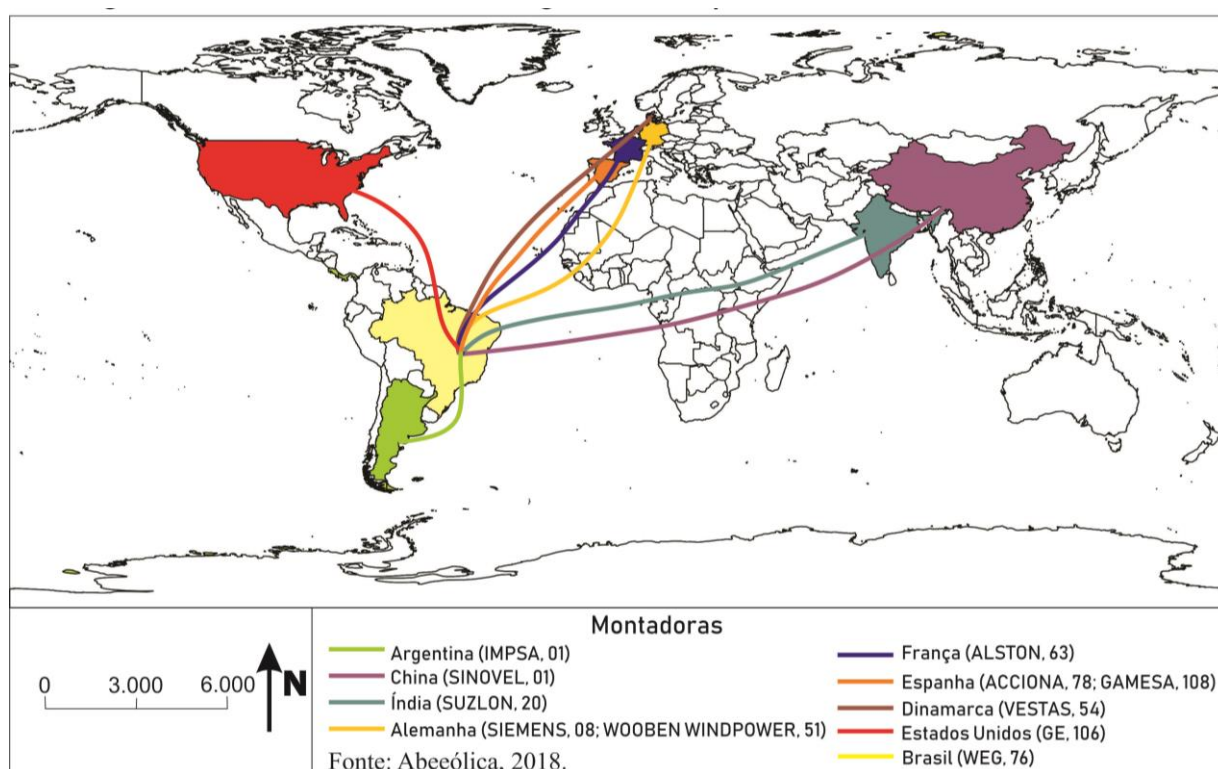 Montadoras
Argentina (IMPSA, 01)
China (SINOVEL, 01)
Índia (SUZLON, 20)
Alemanha (SIEMENS, 08; WOOBEN WINDPOWER, 51)
França (ALSTON, 63)
Espanha (ACCIONA, 78; GAMESA, 108)
Dinamarca (VESTAS, 54)
Estados Unidos (GE, 106)
Brasil (WEG, 76)
0 3.000 6.000
N
Fonte: Abeeólica, 2018.